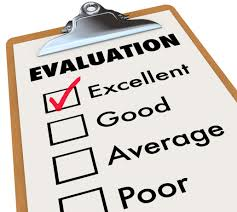 EVALUATION
Excellent
Good
Average
Poor